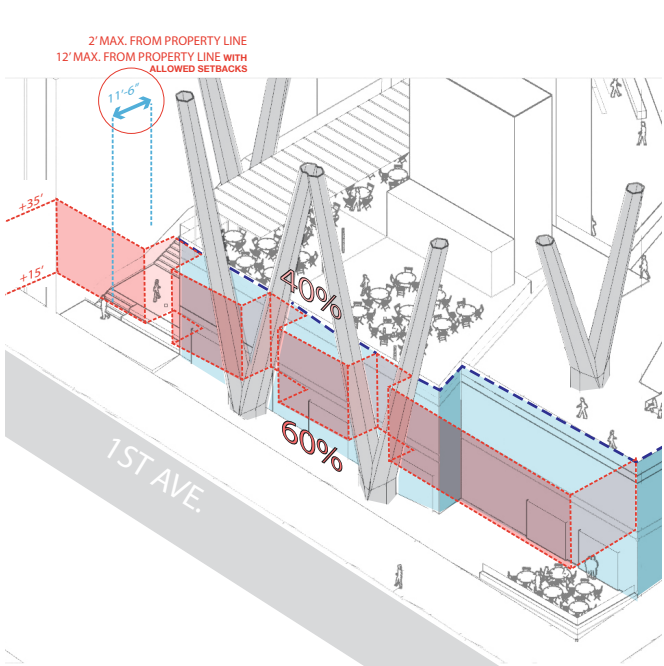 2' MAX. FROM PROPERTY LINE
12' MAX. FROM PROPERTY LINE WITH
ALLOWED SETBACKS
11'-6"
+35'
+15'
40%
60%
1ST AVE.